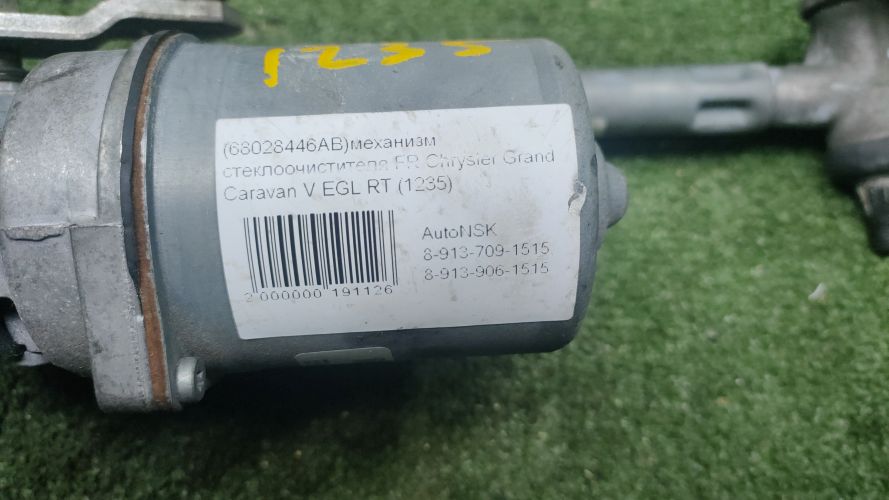 1235
(68028446AB)механизм
стеклоочистителя FR Chrysler Grand
Caravan V EGL RT (1235)
AutoNSK
8-913-709-1515
8-913-906-1515
2 000000 191126